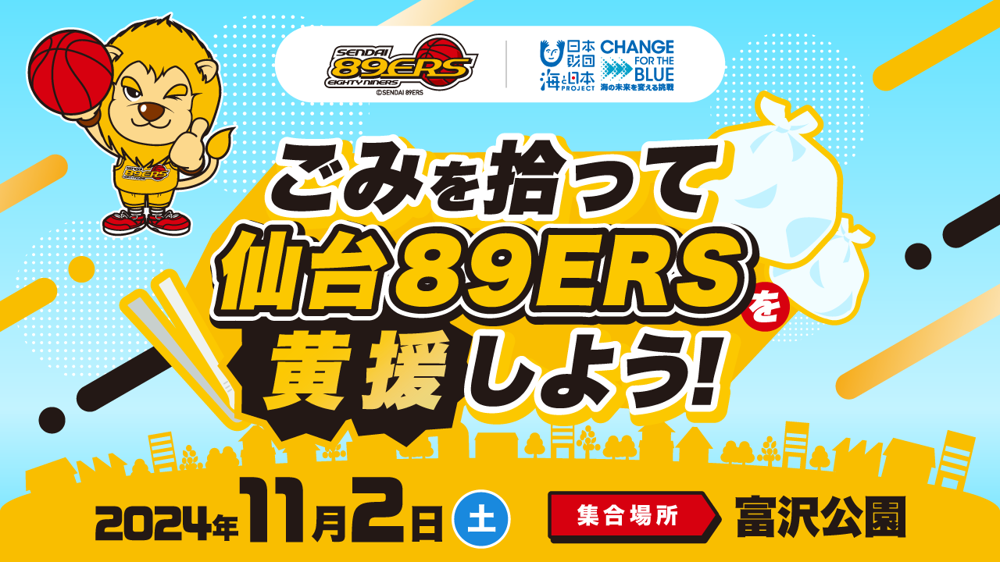 SENDAI
89ERS
EIGHTY NINERS
©SENDAI 89ERS
日本
財団
海と日本
PROJECT
CHANGE
FOR THE
BLUE
海の未来を変える挑戦
ごみを拾って
仙台89ERSを
黄援しよう!
2024年11月2日 土
集合場所 富沢公園
SENDAI
89ERS